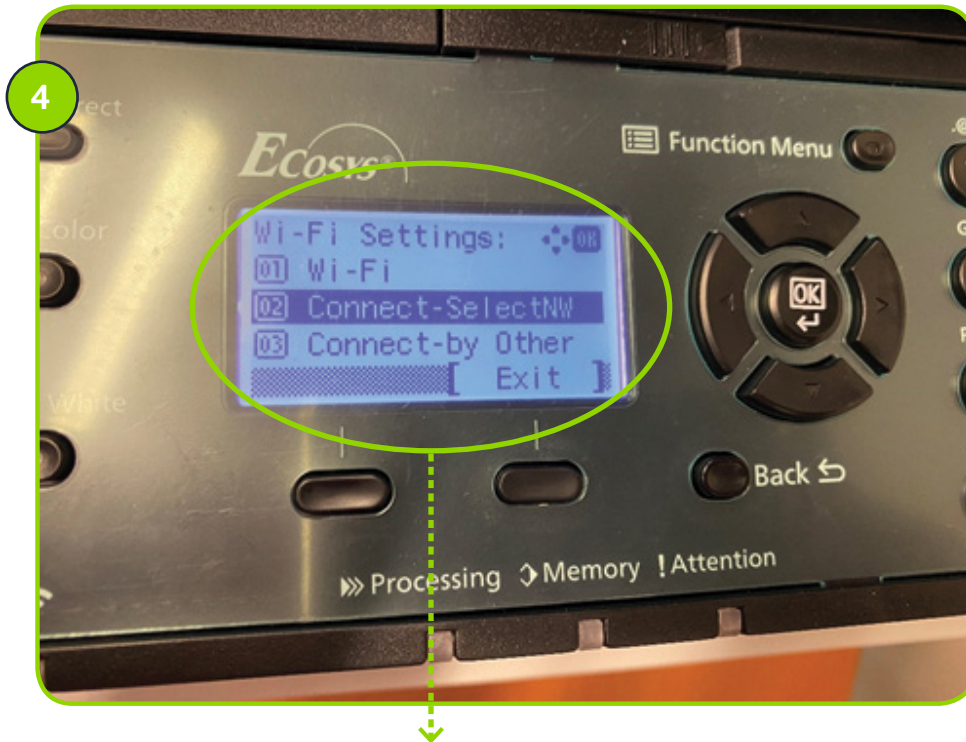 4
ECOSYS®
Function Menu
Wi-Fi Settings: OK
01 Wi-Fi
02 Connect-SelectNW
03 Connect-by Other
[ Exit ]
OK
Back
Processing Memory !Attention
White